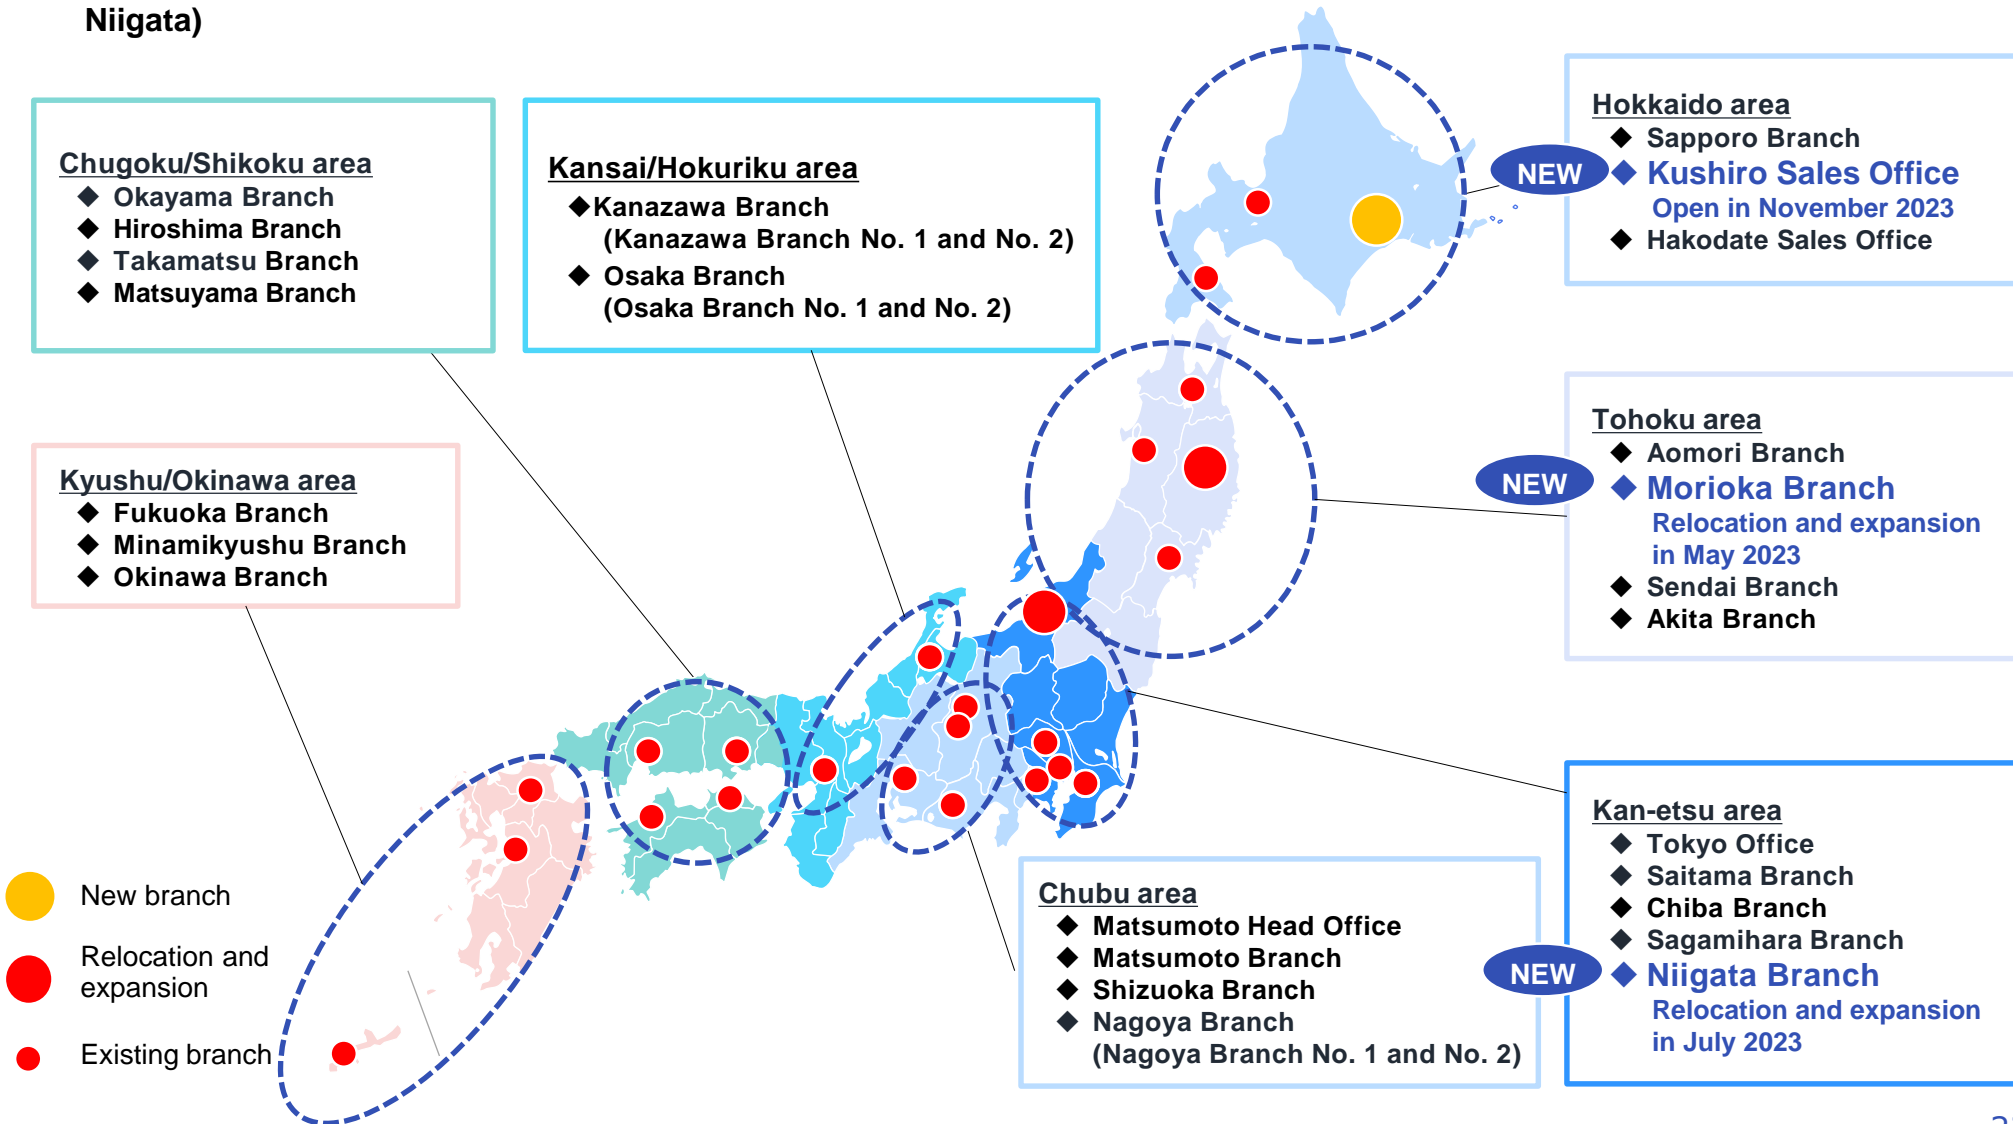 Niigata)
Chugoku/Shikoku area
◆ Okayama Branch
◆ Hiroshima Branch
◆ Takamatsu Branch
◆ Matsuyama Branch
Kansai/Hokuriku area
◆Kanazawa Branch
(Kanazawa Branch No. 1 and No. 2)
◆ Osaka Branch
(Osaka Branch No. 1 and No. 2)
Hokkaido area
◆ Sapporo Branch
NEW
◆ Kushiro Sales Office
Open in November 2023
◆ Hakodate Sales Office
Kyushu/Okinawa area
◆ Fukuoka Branch
◆ Minamikyushu Branch
◆ Okinawa Branch
Tohoku area
◆ Aomori Branch
NEW
◆ Morioka Branch
Relocation and expansion
in May 2023
◆ Sendai Branch
◆ Akita Branch
New branch
Relocation and
expansion
Existing branch
Chubu area
◆ Matsumoto Head Office
◆ Matsumoto Branch
◆ Shizuoka Branch
◆ Nagoya Branch
(Nagoya Branch No. 1 and No. 2)
Kan-etsu area
◆ Tokyo Office
◆ Saitama Branch
◆ Chiba Branch
◆ Sagamihara Branch
NEW
◆ Niigata Branch
Relocation and expansion
in July 2023